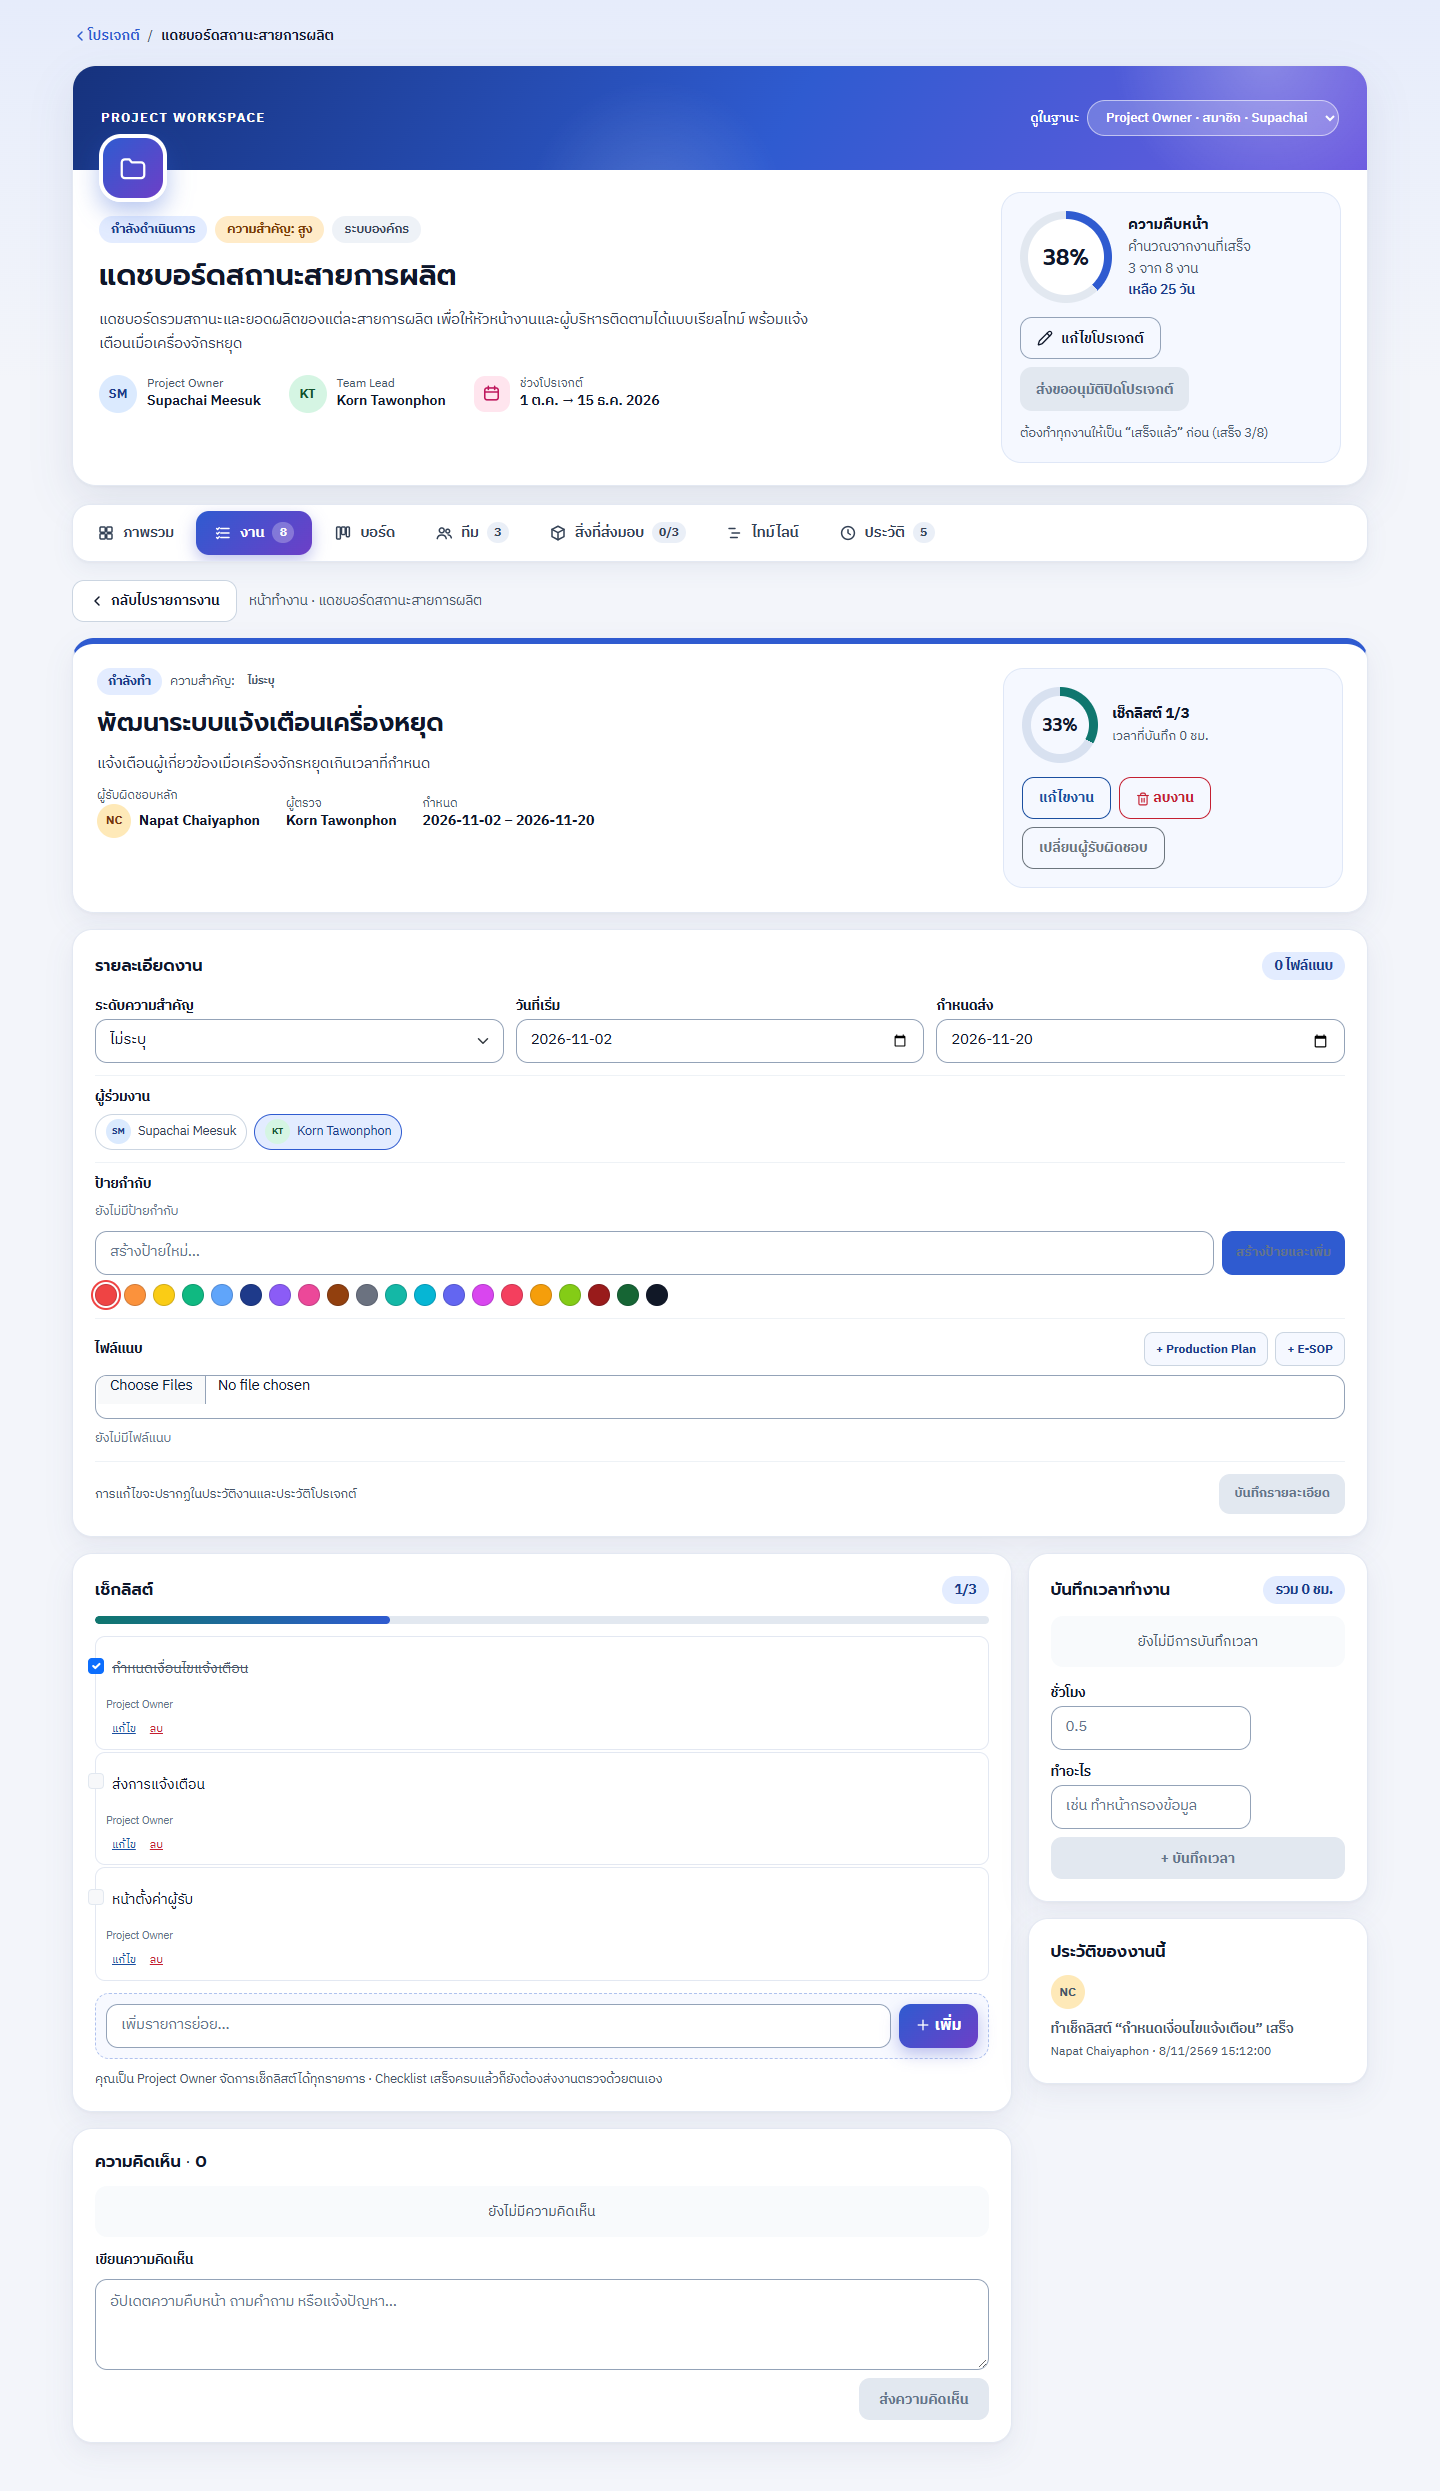 โปรเจกต์ / แดชบอร์ดสถานะสายการผลิต
PROJECT WORKSPACE
ดูในฐานะ Project Owner · สมาชิก · Supachai
กำลังดำเนินการ ความสำคัญ: สูง ระบบองค์กร
แดชบอร์ดสถานะสายการผลิต
แดชบอร์ดรวมสถานะและยอดผลิตของแต่ละสายการผลิต เพื่อให้หัวหน้างานและผู้บริหารติดตามได้แบบเรียลไทม์ พร้อมแจ้ง
เตือนเมื่อเครื่องจักรหยุด
SM Project Owner
Supachai Meesuk
KT Team Lead
Korn Tawonphon
ช่วงโปรเจกต์
1 ต.ค. → 15 ธ.ค. 2026
38%
ความคืบหน้า
คำนวณจากงานที่เสร็จ
3 จาก 8 งาน
เหลือ 25 วัน
แก้ไขโปรเจกต์
ส่งขออนุมัติปิดโปรเจกต์
ต้องทำทุกงานให้เป็น “เสร็จแล้ว” ก่อน (เสร็จ 3/8)
ภาพรวม งาน 8 บอร์ด ทีม 3 สิ่งที่ส่งมอบ 0/3 ไทม์ไลน์ ประวัติ 5
กลับไปรายการงาน หน้าทำงาน · แดชบอร์ดสถานะสายการผลิต
กำลังทำ ความสำคัญ: ไม่ระบุ
พัฒนาระบบแจ้งเตือนเครื่องหยุด
แจ้งเตือนผู้เกี่ยวข้องเมื่อเครื่องจักรหยุดเกินเวลาที่กำหนด
ผู้รับผิดชอบหลัก
NC Napat Chaiyaphon
ผู้ตรวจ
Korn Tawonphon
กำหนด
2026-11-02 – 2026-11-20
33%
เช็กลิสต์ 1/3
เวลาที่บันทึก 0 ชม.
แก้ไขงาน ลบงาน
เปลี่ยนผู้รับผิดชอบ
รายละเอียดงาน 0 ไฟล์แนบ
ระดับความสำคัญ วันที่เริ่ม กำหนดส่ง
ไม่ระบุ 2026-11-02 2026-11-20
ผู้ร่วมงาน
SM Supachai Meesuk KT Korn Tawonphon
ป้ายกำกับ
ยังไม่มีป้ายกำกับ
สร้างป้ายใหม่... สร้างป้ายและเพิ่ม
ไฟล์แนบ + Production Plan + E-SOP
Choose Files No file chosen
ยังไม่มีไฟล์แนบ
การแก้ไขจะปรากฏในประวัติงานและประวัติโปรเจกต์ บันทึกรายละเอียด
เช็กลิสต์ 1/3
กำหนดเงื่อนไขแจ้งเตือน
Project Owner
แก้ไข ลบ
ส่งการแจ้งเตือน
Project Owner
แก้ไข ลบ
หน้าตั้งค่าผู้รับ
Project Owner
แก้ไข ลบ
เพิ่มรายการย่อย... + เพิ่ม
คุณเป็น Project Owner จัดการเช็กลิสต์ได้ทุกรายการ · Checklist เสร็จครบแล้วก็ยังต้องส่งงานตรวจด้วยตนเอง
บันทึกเวลาทำงาน รวม 0 ชม.
ยังไม่มีการบันทึกเวลา
ชั่วโมง
0.5
ทำอะไร
เช่น ทำหน้ากรองข้อมูล
+ บันทึกเวลา
ประวัติของงานนี้
NC
ทำเช็กลิสต์ “กำหนดเงื่อนไขแจ้งเตือน” เสร็จ
Napat Chaiyaphon · 8/11/2569 15:12:00
ความคิดเห็น · 0
ยังไม่มีความคิดเห็น
เขียนความคิดเห็น
อัปเดตความคืบหน้า ถามคำถาม หรือแจ้งปัญหา...
ส่งความคิดเห็น